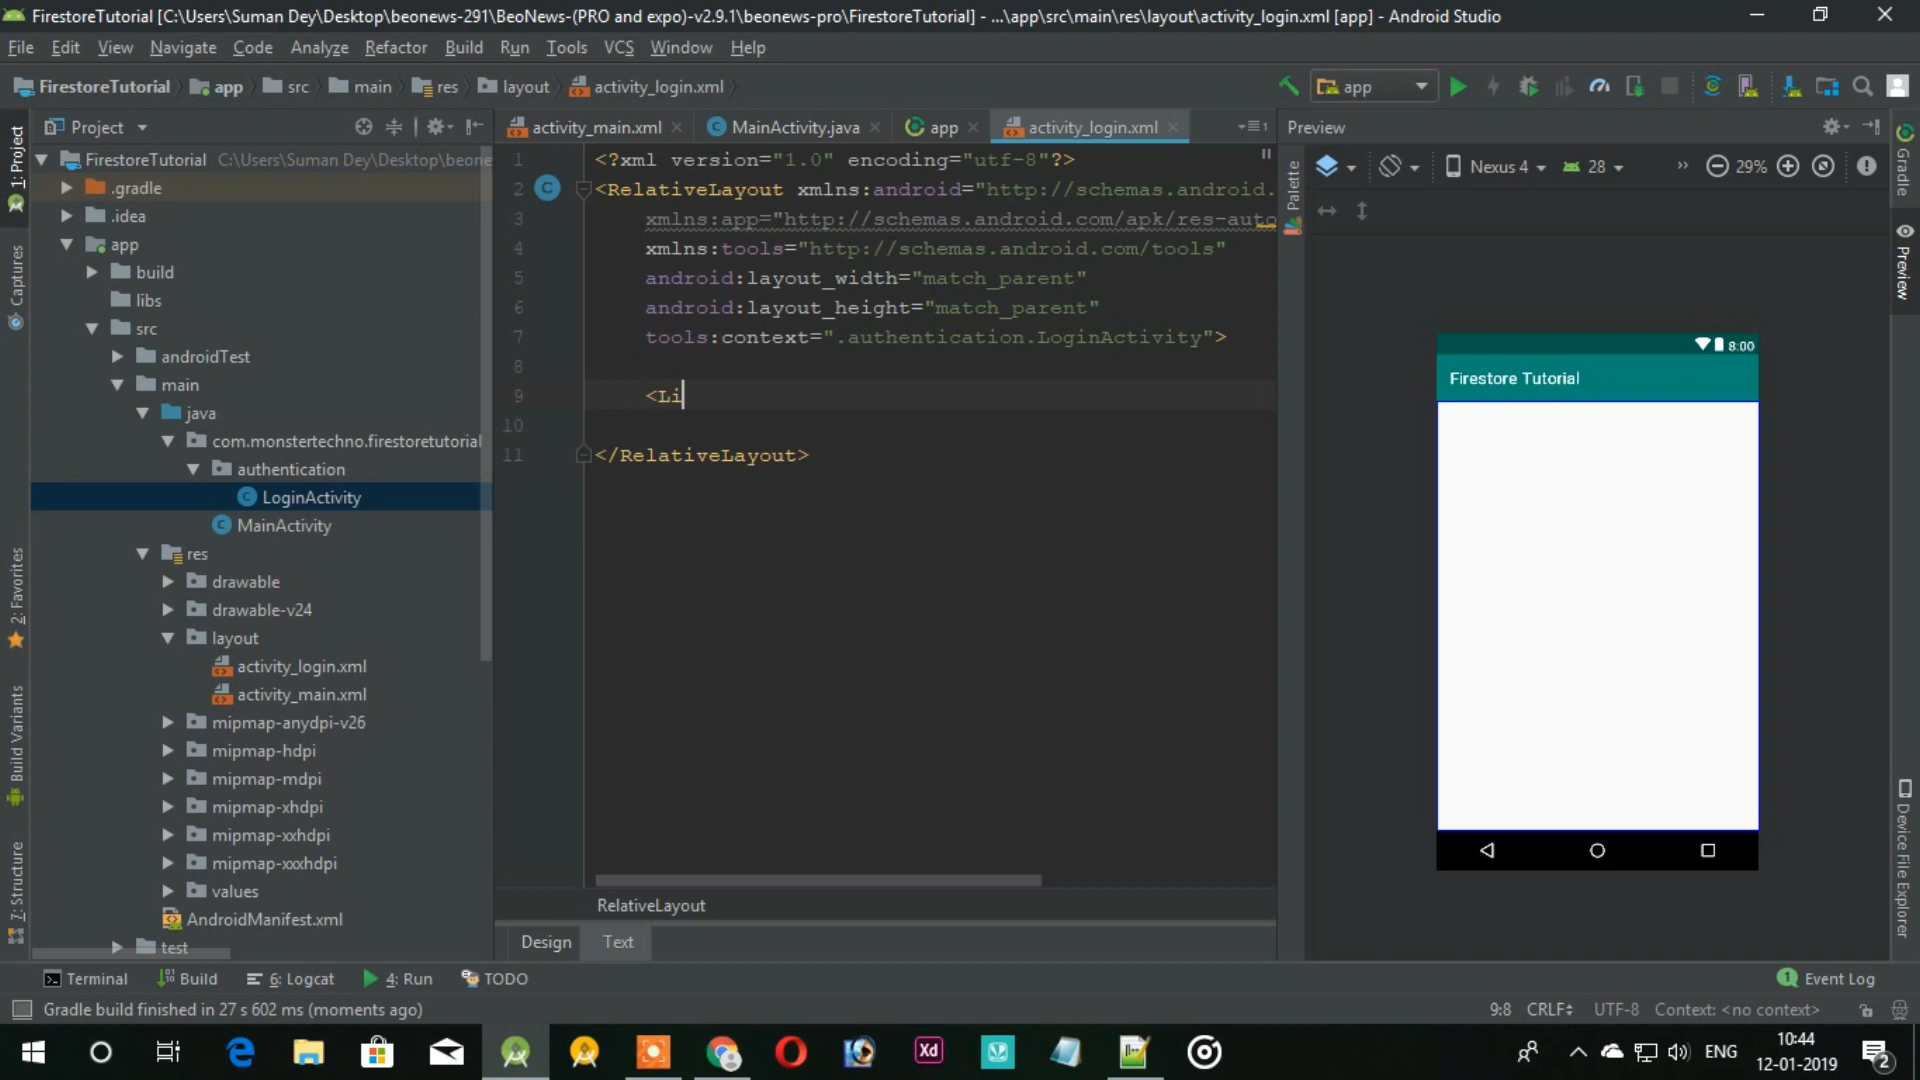 FirestoreTutorial [C:\Users\Suman Dey\Desktop\beonews-291\BeoNews-(PRO and expo)-v2.9.1\beonews-pro\FirestoreTutorial] - ...\app\src\main\res\layout\activity_login.xml [app] - Android Studio
File Edit View Navigate Code Analyze Refactor Build Run Tools VCS Window Help
FirestoreTutorial app src main res layout activity_login.xml app
Project activity_main.xml MainActivity.java app activity_login.xml 1 Preview
FirestoreTutorial C:\Users\Suman Dey\Desktop\beone
.gradle
.idea
app
build
libs
src
androidTest
main
java
com.monstertechno.firestoretutorial
authentication
LoginActivity
MainActivity
res
drawable
drawable-v24
layout
activity_login.xml
activity_main.xml
mipmap-anydpi-v26
mipmap-hdpi
mipmap-mdpi
mipmap-xhdpi
mipmap-xxhdpi
mipmap-xxxhdpi
values
AndroidManifest.xml
test
1: Project
Captures
2: Favorites
Build Variants
7: Structure
1 <?xml version="1.0" encoding="utf-8"?>
2 <RelativeLayout xmlns:android="http://schemas.android.
3 xmlns:app="http://schemas.android.com/apk/res-auto
4 xmlns:tools="http://schemas.android.com/tools"
5 android:layout_width="match_parent"
6 android:layout_height="match_parent"
7 tools:context=".authentication.LoginActivity">
8
9 <Li
10
11 </RelativeLayout>
RelativeLayout
Design Text
Palette
Nexus 4 28 29%
8:00
Firestore Tutorial
Gradle
Preview
Device File Explorer
Terminal Build 6: Logcat 4: Run TODO 1 Event Log
Gradle build finished in 27 s 602 ms (moments ago) 9:8 CRLF UTF-8 Context: <no context>
Xd ENG 10:44
12-01-2019 2